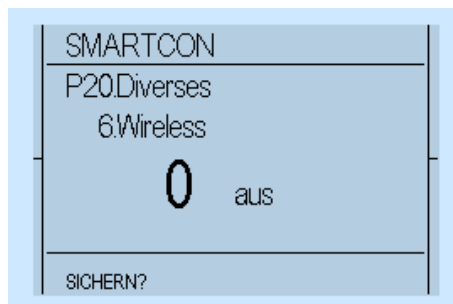 SMARTCON
P20.Diverses
6.Wireless
0 aus
SICHERN?